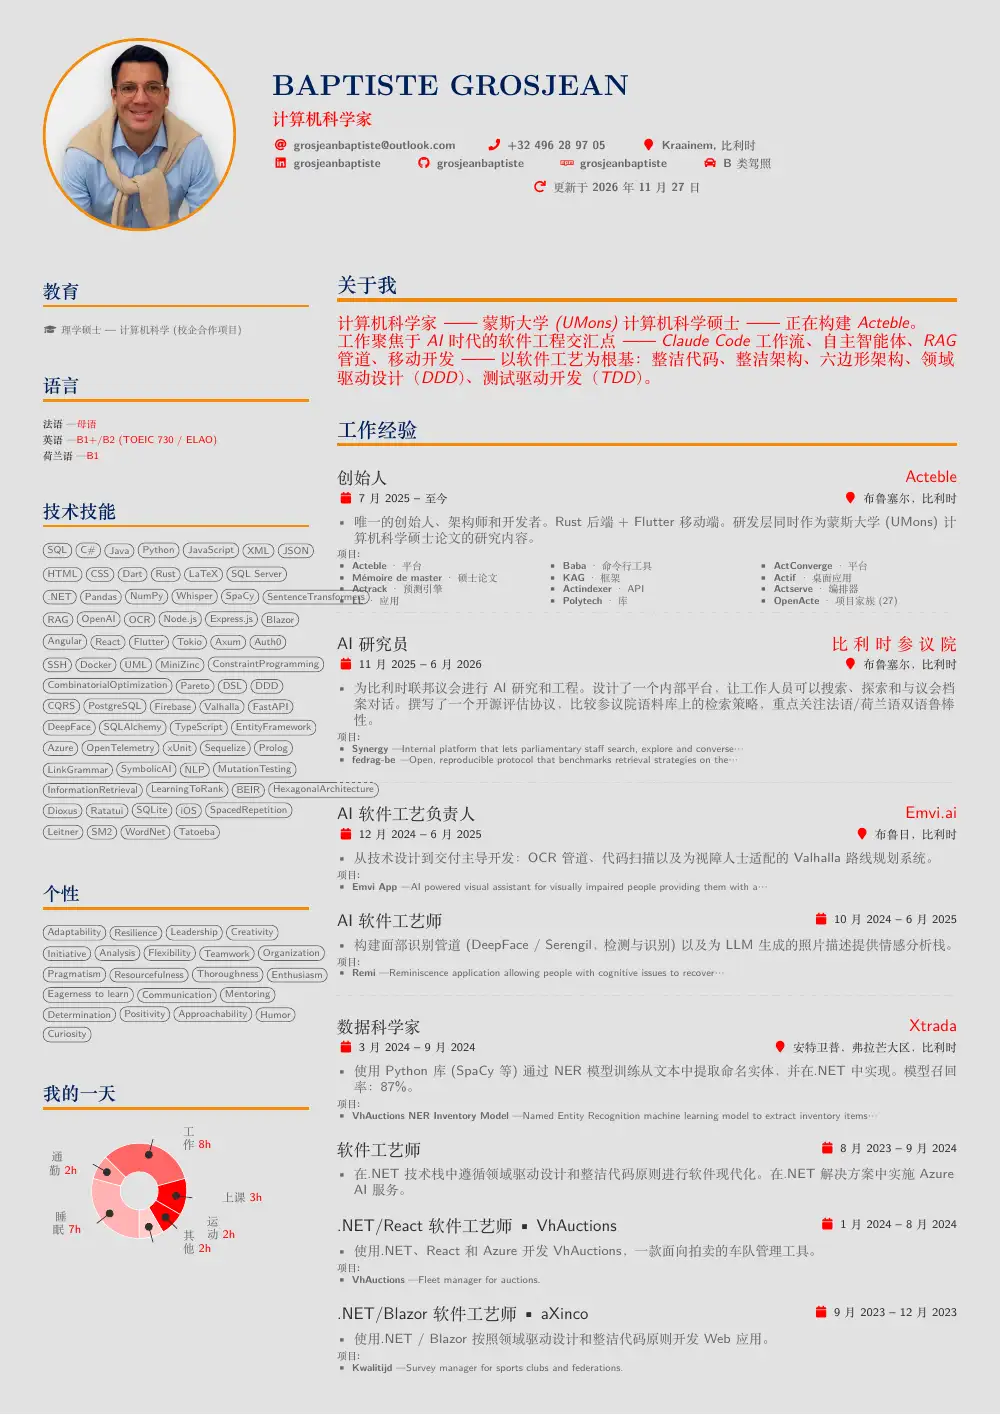 BAPTISTE GROSJEAN
计算机科学家
grosjeanbaptiste@outlook.com +32 496 28 97 05 Kraainem, 比利时
grosjeanbaptiste grosjeanbaptiste grosjeanbaptiste B 类驾照
更新于 2026 年 11 月 27 日
教育
理学硕士 — 计算机科学 (校企合作项目)
语言
法语 —母语
英语 —B1+/B2 (TOEIC 730 / ELAO)
荷兰语 —B1
技术技能
SQL C# Java Python JavaScript XML JSON
HTML CSS Dart Rust LaTeX SQL Server
.NET Pandas NumPy Whisper SpaCy SentenceTransformers
RAG OpenAI OCR Node.js Express.js Blazor
Angular React Flutter Tokio Axum Auth0
SSH Docker UML MiniZinc ConstraintProgramming
CombinatorialOptimization Pareto DSL DDD
CQRS PostgreSQL Firebase Valhalla FastAPI
DeepFace SQLAlchemy TypeScript EntityFramework
Azure OpenTelemetry xUnit Sequelize Prolog
LinkGrammar SymbolicAI NLP MutationTesting
InformationRetrieval LearningToRank BEIR HexagonalArchitecture
Dioxus Ratatui SQLite iOS SpacedRepetition
Leitner SM2 WordNet Tatoeba
个性
Adaptability Resilience Leadership Creativity
Initiative Analysis Flexibility Teamwork Organization
Pragmatism Resourcefulness Thoroughness Enthusiasm
Eagerness to learn Communication Mentoring
Determination Positivity Approachability Humor
Curiosity
我的一天
工
作 8h
通
勤 2h
上课 3h
睡
眠 7h
运
动 2h
其
他 2h
关于我
计算机科学家 —— 蒙斯大学 (UMons) 计算机科学硕士 —— 正在构建 Acteble。
工作聚焦于 AI 时代的软件工程交汇点 —— Claude Code 工作流、自主智能体、RAG
管道、移动开发 —— 以软件工艺为根基：整洁代码、整洁架构、六边形架构、领域
驱动设计（DDD）、测试驱动开发（TDD）。
工作经验
创始人 Acteble
7 月 2025 – 至今 布鲁塞尔，比利时
唯一的创始人、架构师和开发者。Rust 后端 + Flutter 移动端。研发层同时作为蒙斯大学 (UMons) 计
算机科学硕士论文的研究内容。
项目:
Acteble · 平台 Baba · 命令行工具 ActConverge · 平台
Mémoire de master · 硕士论文 KAG · 框架 Actif · 桌面应用
Actrack · 预测引擎 Actindexer · API Actserve · 编排器
LL · 应用 Polytech · 库 OpenActe · 项目家族 (27)
AI 研究员 比利时参议院
11 月 2025 – 6 月 2026 布鲁塞尔，比利时
为比利时联邦议会进行 AI 研究和工程。设计了一个内部平台，让工作人员可以搜索、探索和与议会档
案对话。撰写了一个开源评估协议，比较参议院语料库上的检索策略，重点关注法语/荷兰语双语鲁棒
性。
项目:
Synergy —Internal platform that lets parliamentary staff search, explore and converse…
fedrag-be —Open, reproducible protocol that benchmarks retrieval strategies on the…
AI 软件工艺负责人 Emvi.ai
12 月 2024 – 6 月 2025 布鲁日，比利时
从技术设计到交付主导开发：OCR 管道、代码扫描以及为视障人士适配的 Valhalla 路线规划系统。
项目:
Emvi App —AI powered visual assistant for visually impaired people providing them with a…
AI 软件工艺师 10 月 2024 – 6 月 2025
构建面部识别管道 (DeepFace / Serengil，检测与识别) 以及为 LLM 生成的照片描述提供情感分析栈。
项目:
Remi —Reminiscence application allowing people with cognitive issues to recover…
数据科学家 Xtrada
3 月 2024 – 9 月 2024 安特卫普，弗拉芒大区，比利时
使用 Python 库 (SpaCy 等) 通过 NER 模型训练从文本中提取命名实体，并在.NET 中实现。模型召回
率：87%。
项目:
VhAuctions NER Inventory Model —Named Entity Recognition machine learning model to extract inventory items…
软件工艺师 8 月 2023 – 9 月 2024
在.NET 技术栈中遵循领域驱动设计和整洁代码原则进行软件现代化。在.NET 解决方案中实施 Azure
AI 服务。
.NET/React 软件工艺师 ▪ VhAuctions 1 月 2024 – 8 月 2024
使用.NET、React 和 Azure 开发 VhAuctions，一款面向拍卖的车队管理工具。
项目:
VhAuctions —Fleet manager for auctions.
.NET/Blazor 软件工艺师 ▪ aXinco 9 月 2023 – 12 月 2023
使用.NET / Blazor 按照领域驱动设计和整洁代码原则开发 Web 应用。
项目:
Kwalitijd —Survey manager for sports clubs and federations.